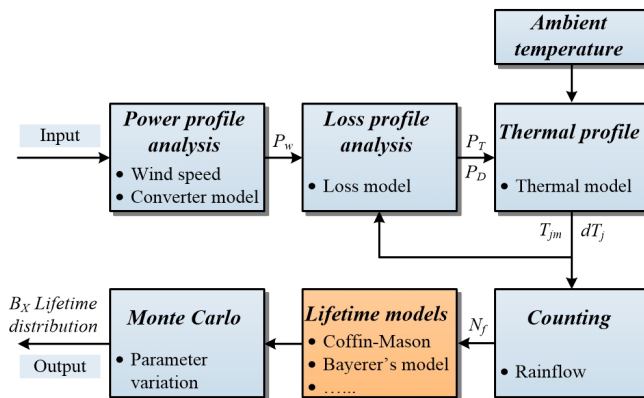 Ambient
temperature
Input
Power profile
analysis
• Wind speed
• Converter model
P_w
Loss profile
analysis
• Loss model
P_T
P_D
Thermal profile
• Thermal model
T_jm dT_j
B_X Lifetime
distribution
Output
Monte Carlo
• Parameter
variation
Lifetime models
• Coffin-Mason
• Bayerer's model
• …...
N_f
Counting
• Rainflow